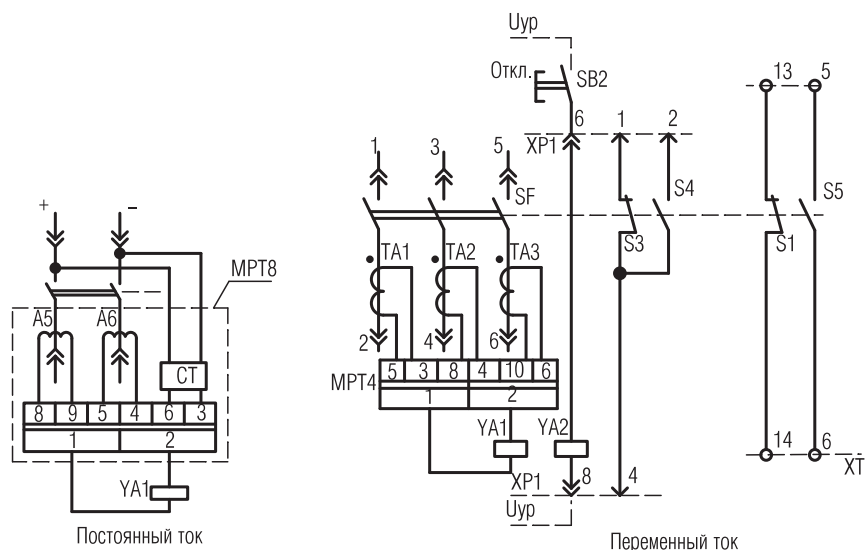 Uур
Откл.
SB2
13 5
6 1 2
XP1
1 3 5
S4
SF
S5
+ –
S3 S1
TA1 TA2 TA3
МРТ8
A5 A6
2 4 6
СТ
МРТ4
5 3 8 4 10 6
1 2
8 9 5 4 6 3
1 2
YA1 YA2
14 6
XT
XP1
8 4
YA1
Uур
Постоянный ток
Переменный ток